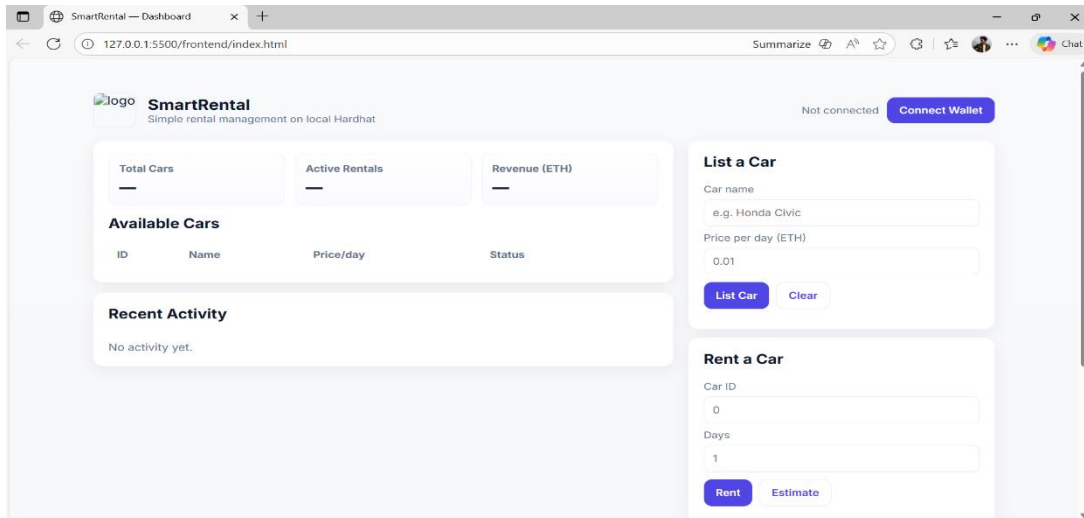 SmartRental — Dashboard
127.0.0.1:5500/frontend/index.html
Summarize
Chat
logo
SmartRental
Simple rental management on local Hardhat
Not connected
Connect Wallet
Total Cars
—
Active Rentals
—
Revenue (ETH)
—
Available Cars
ID Name Price/day Status
Recent Activity
No activity yet.
List a Car
Car name
e.g. Honda Civic
Price per day (ETH)
0.01
List Car
Clear
Rent a Car
Car ID
0
Days
1
Rent
Estimate